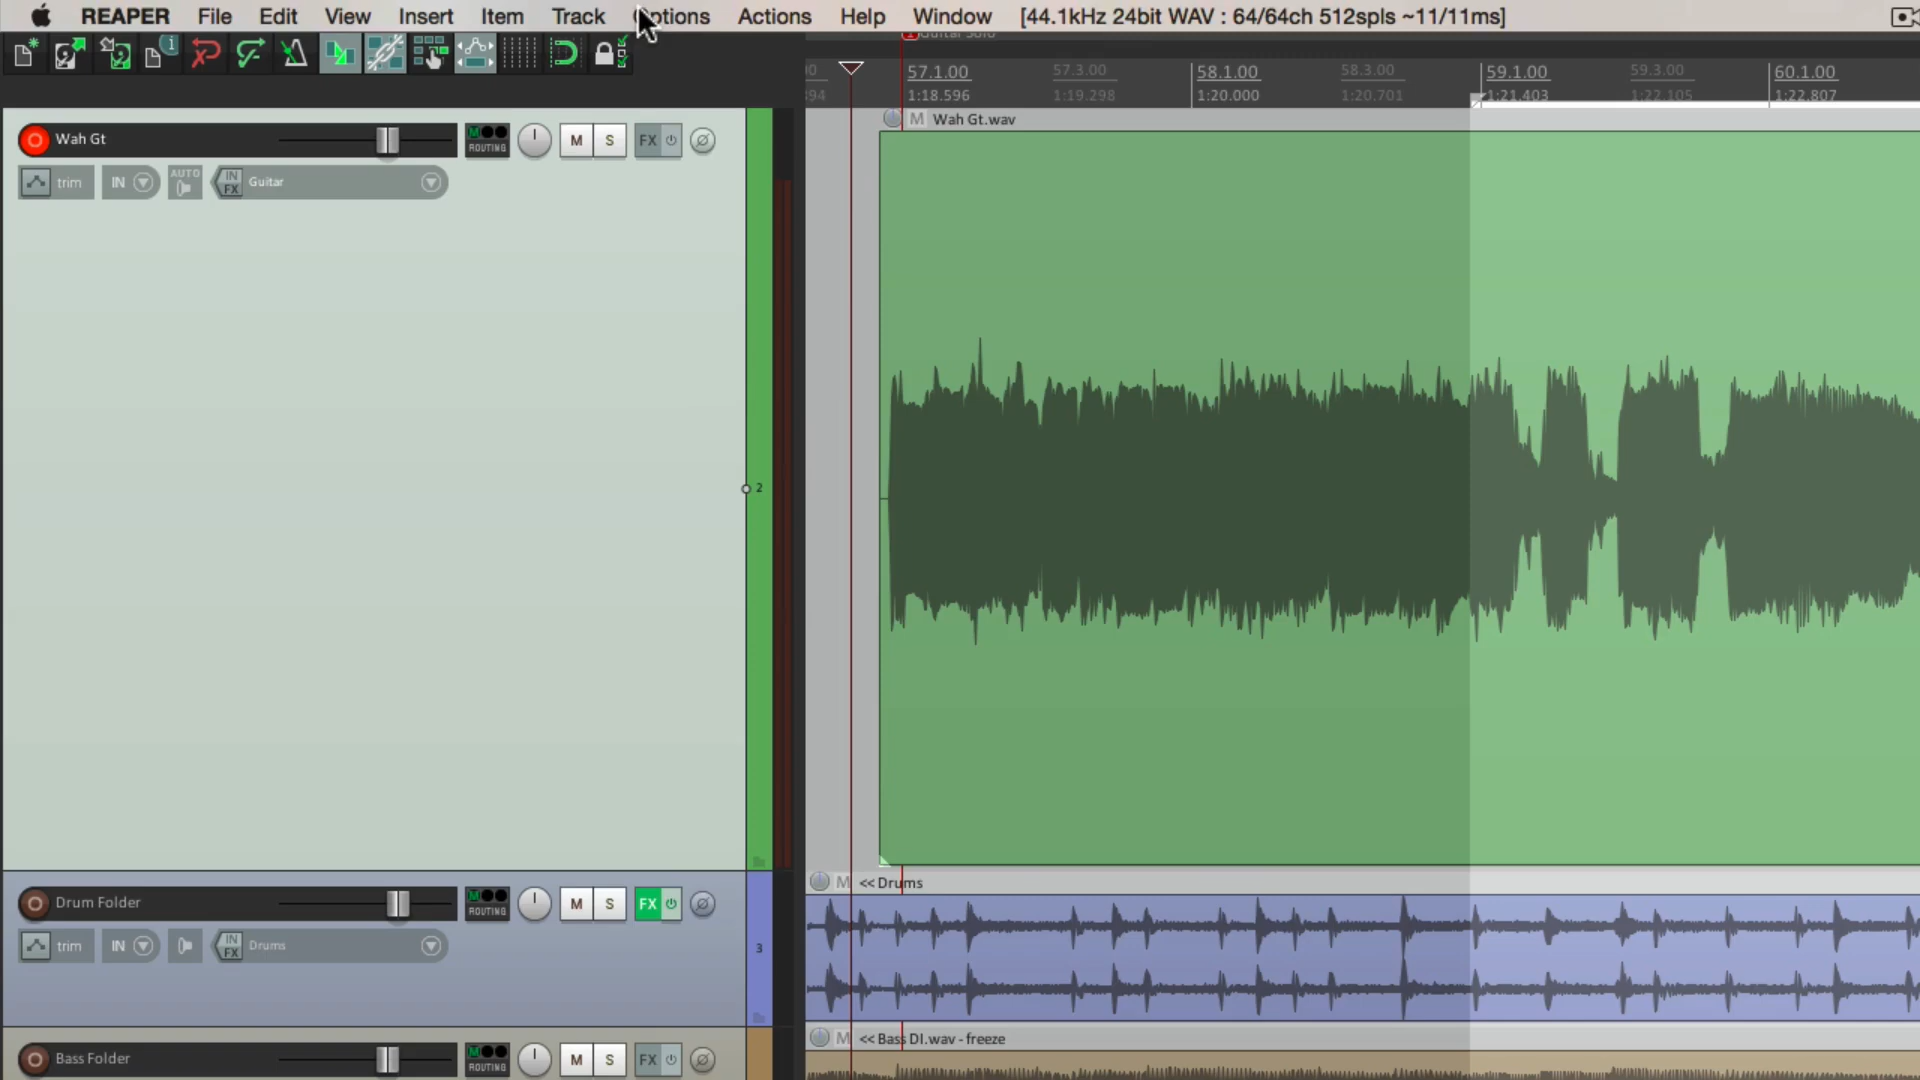 REAPER File Edit View Insert Item Track Options Actions Help Window [44.1kHz 24bit WAV : 64/64ch 512spls ~11/11ms]
Guitar Solo
57.1.00 57.3.00 58.1.00 58.3.00 59.1.00 59.3.00 60.1.00
1:18.596 1:19.298 1:20.000 1:20.701 1:21.403 1:22.105 1:22.807
M Wah Gt.wav
Wah Gt ROUTING M S FX
trim IN AUTO IN FX Guitar
2
M << Drums
Drum Folder ROUTING M S FX
trim IN IN FX Drums
3
M << Bass DI.wav - freeze
Bass Folder ROUTING M S FX